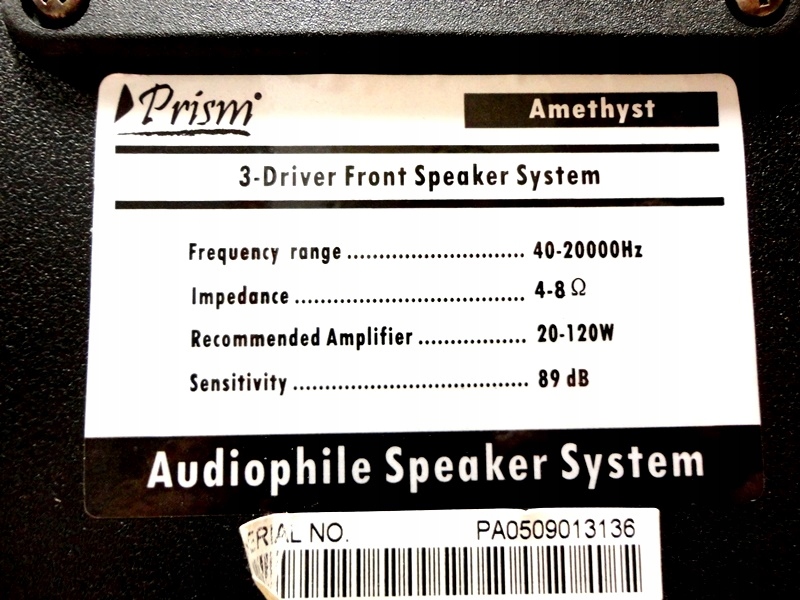 Prism
Amethyst
3-Driver Front Speaker System
Frequency range ............................ 40-20000Hz
Impedance .................................... 4-8 Ω
Recommended Amplifier ................. 20-120W
Sensitivity ..................................... 89 dB
Audiophile Speaker System
ERIAL NO. PA0509013136